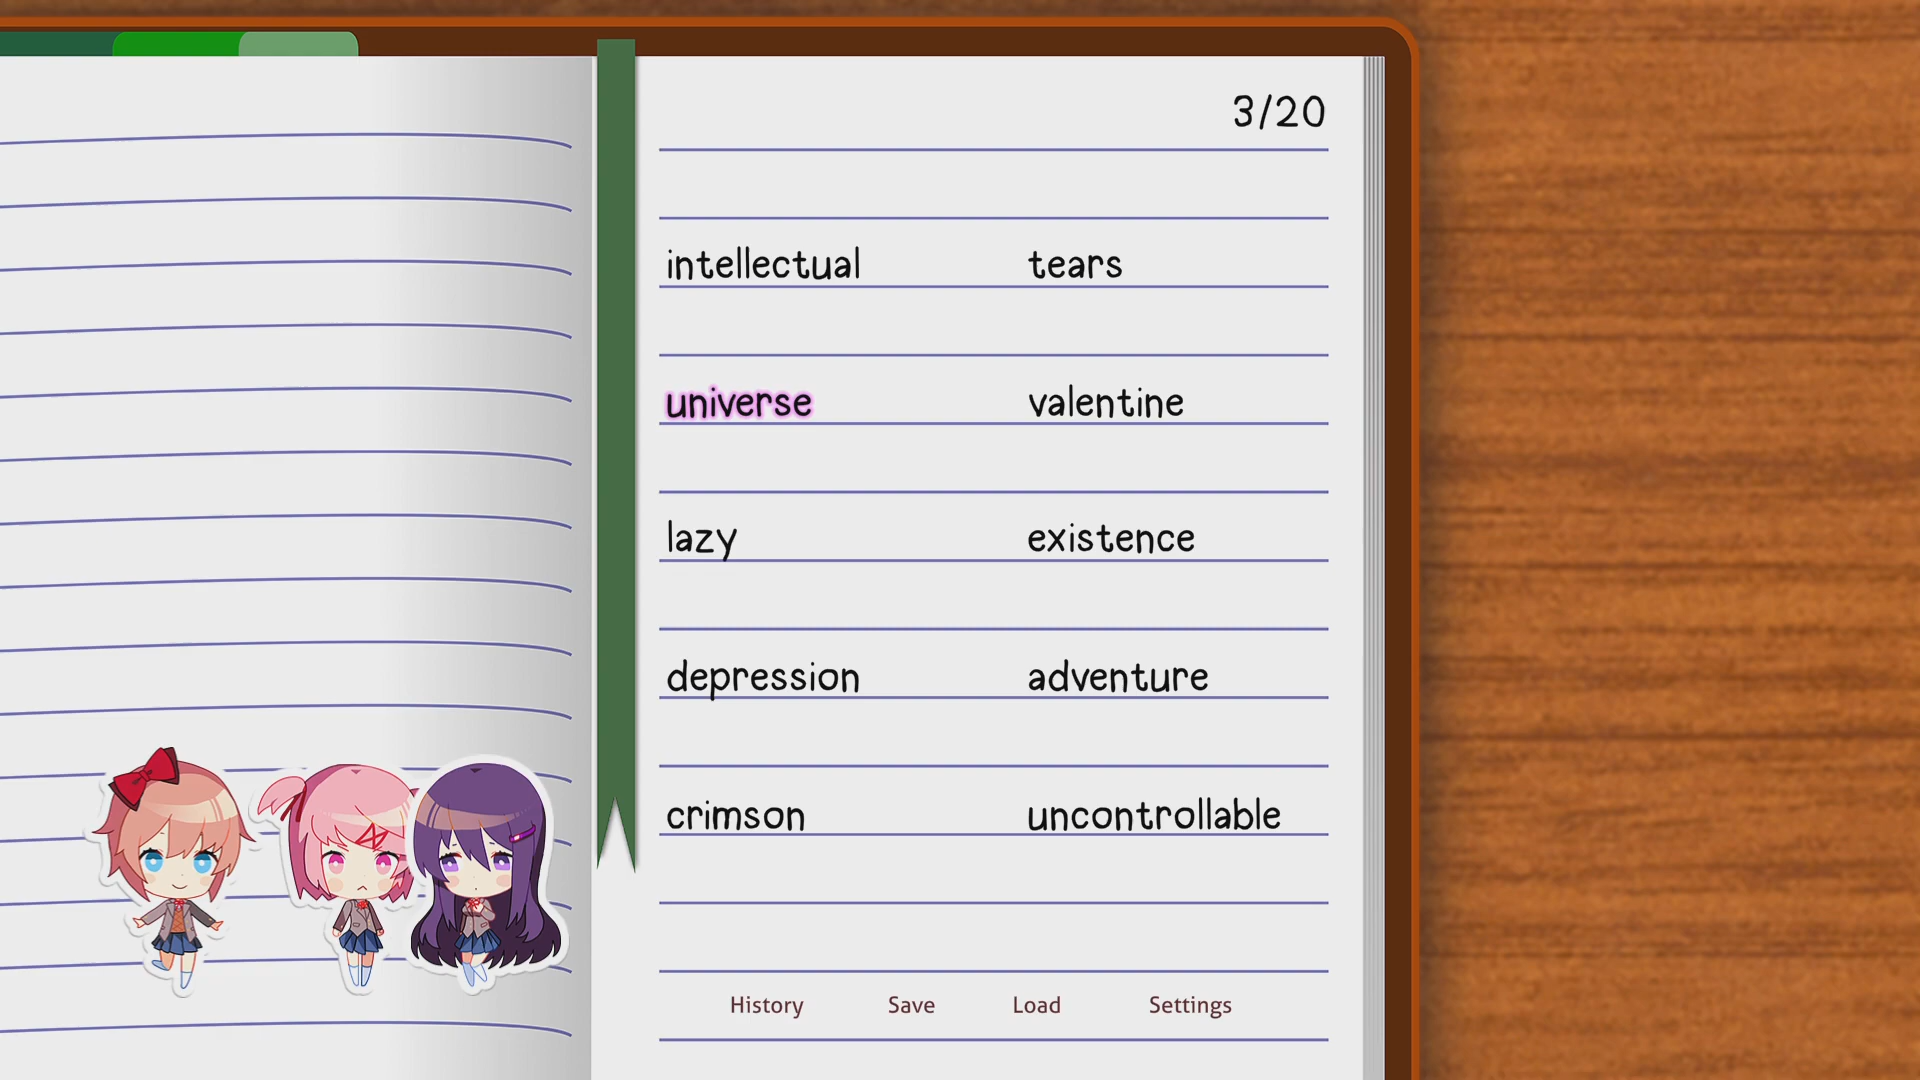 3/20
intellectual tears
universe valentine
lazy existence
depression adventure
crimson uncontrollable
History Save Load Settings